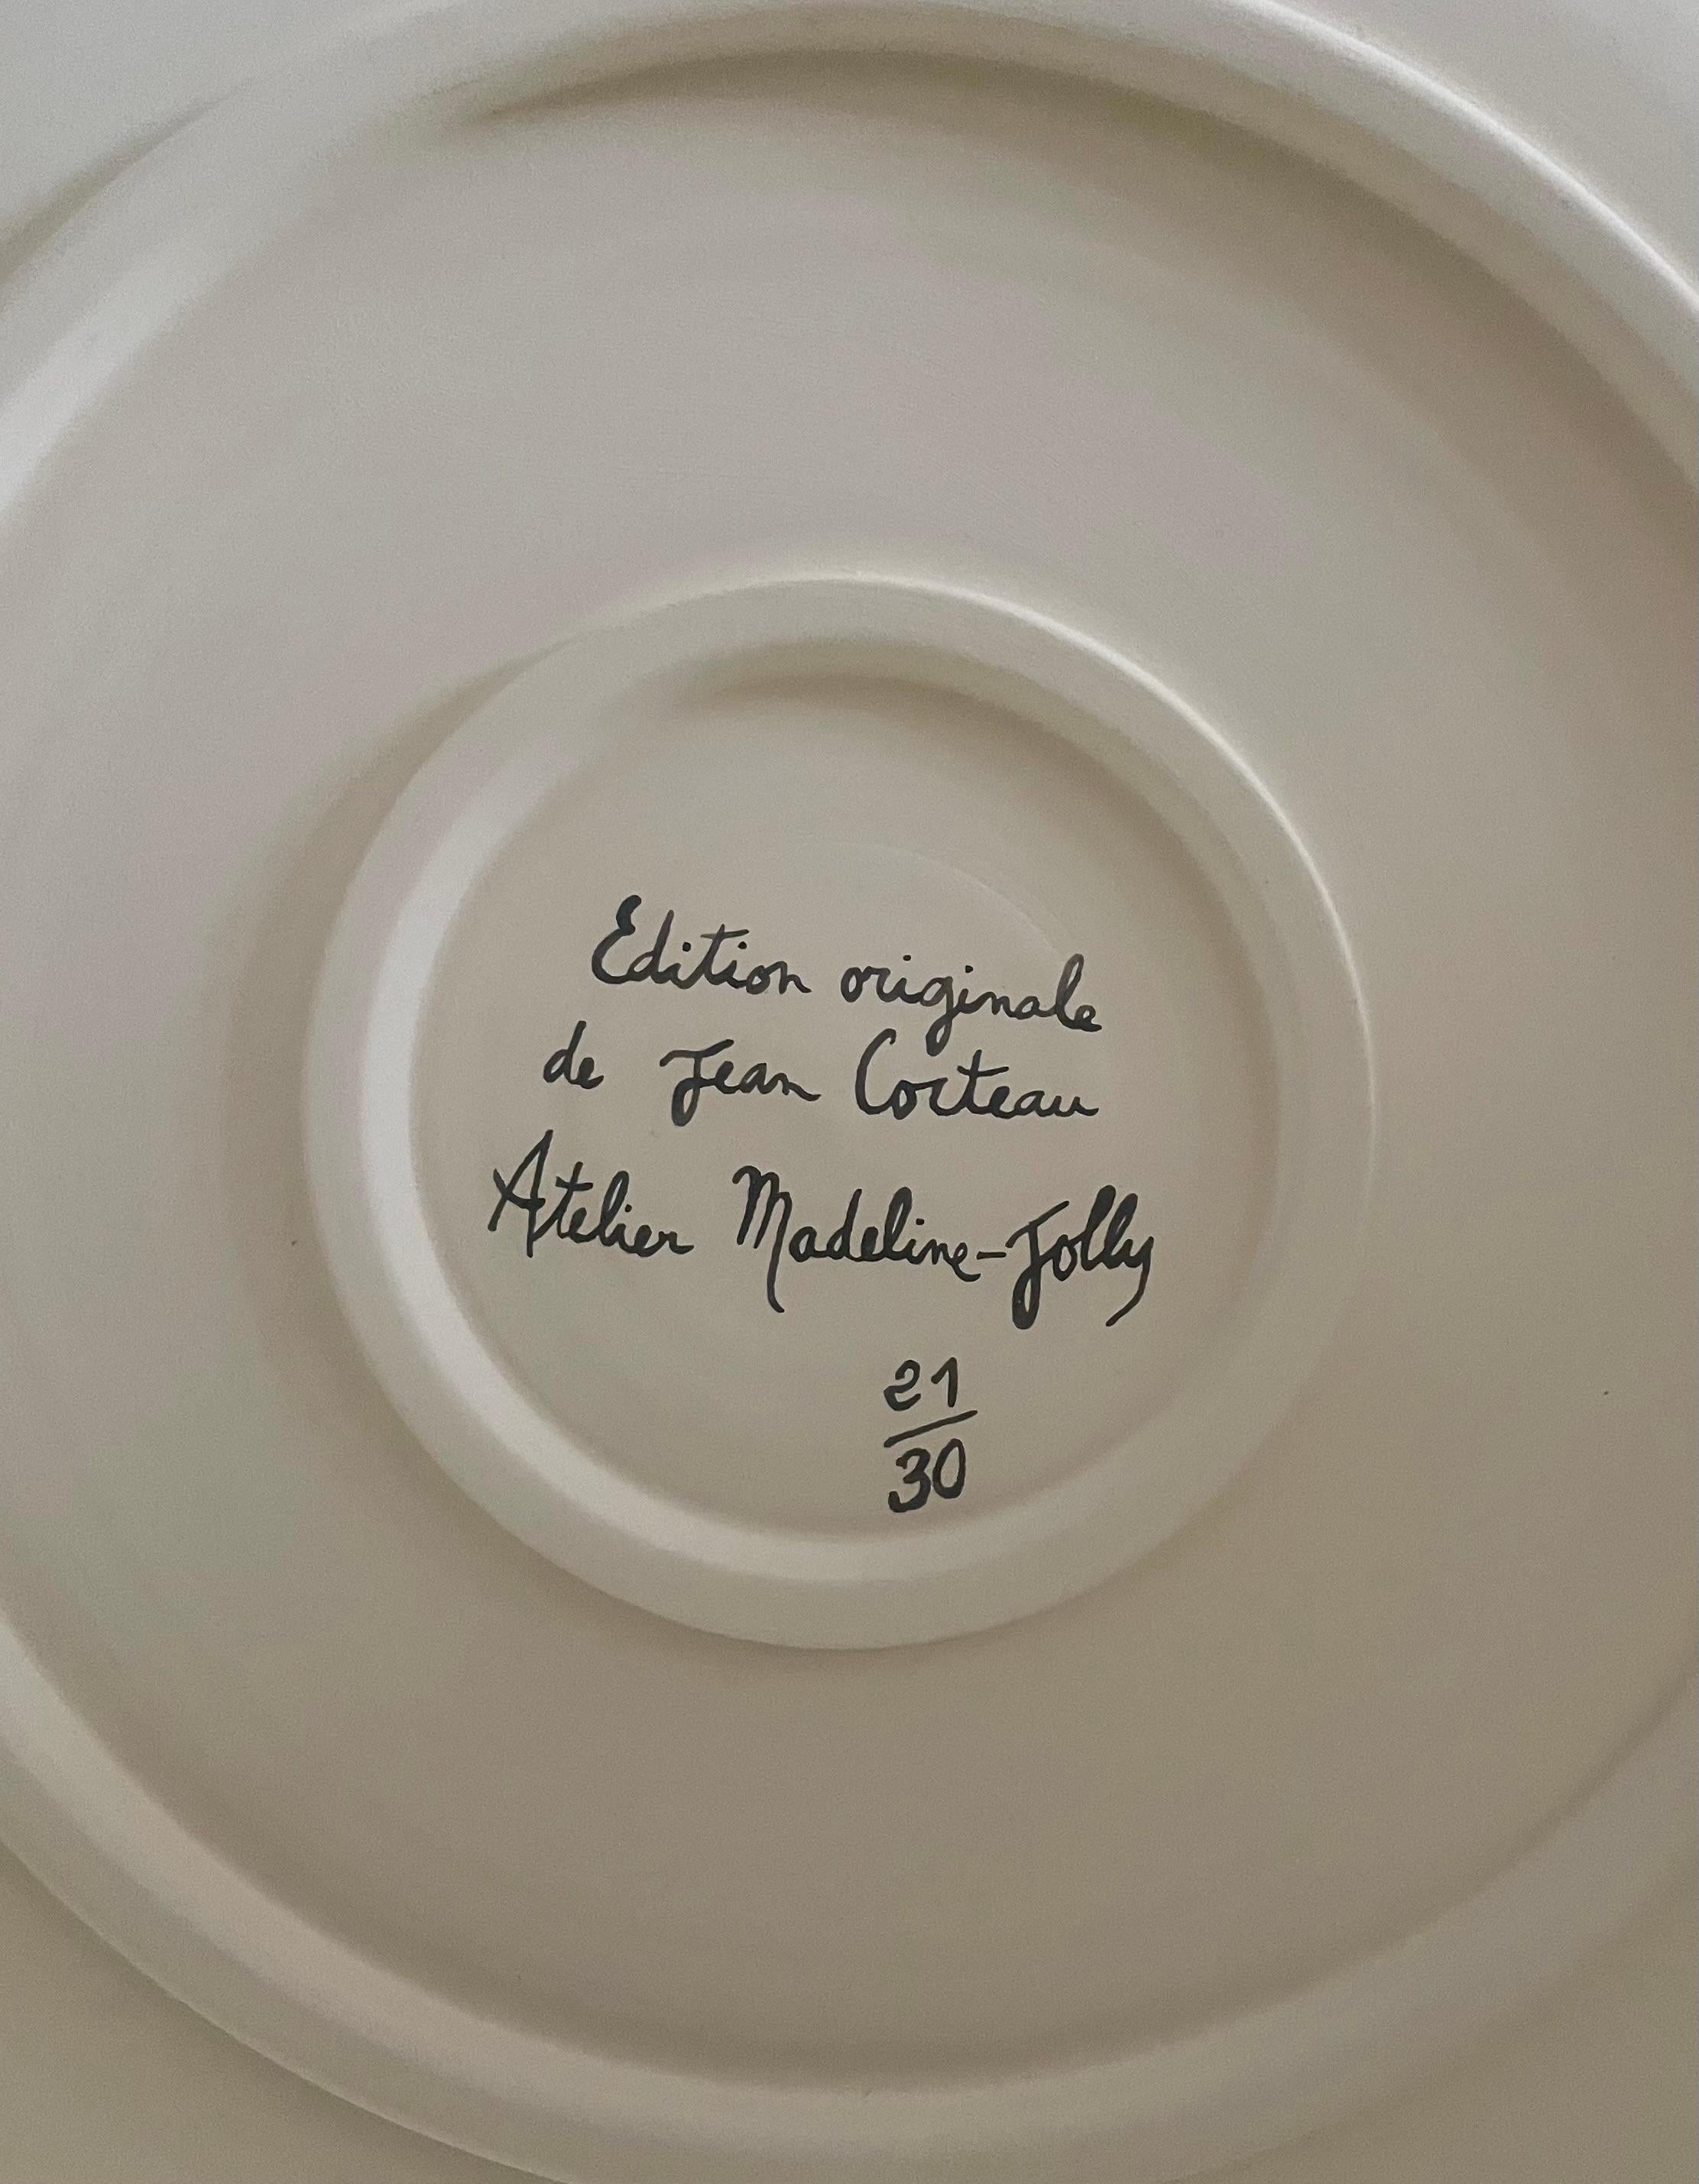 Edition originale
de Jean Cocteau
Atelier Madeline-Jolly
21
30